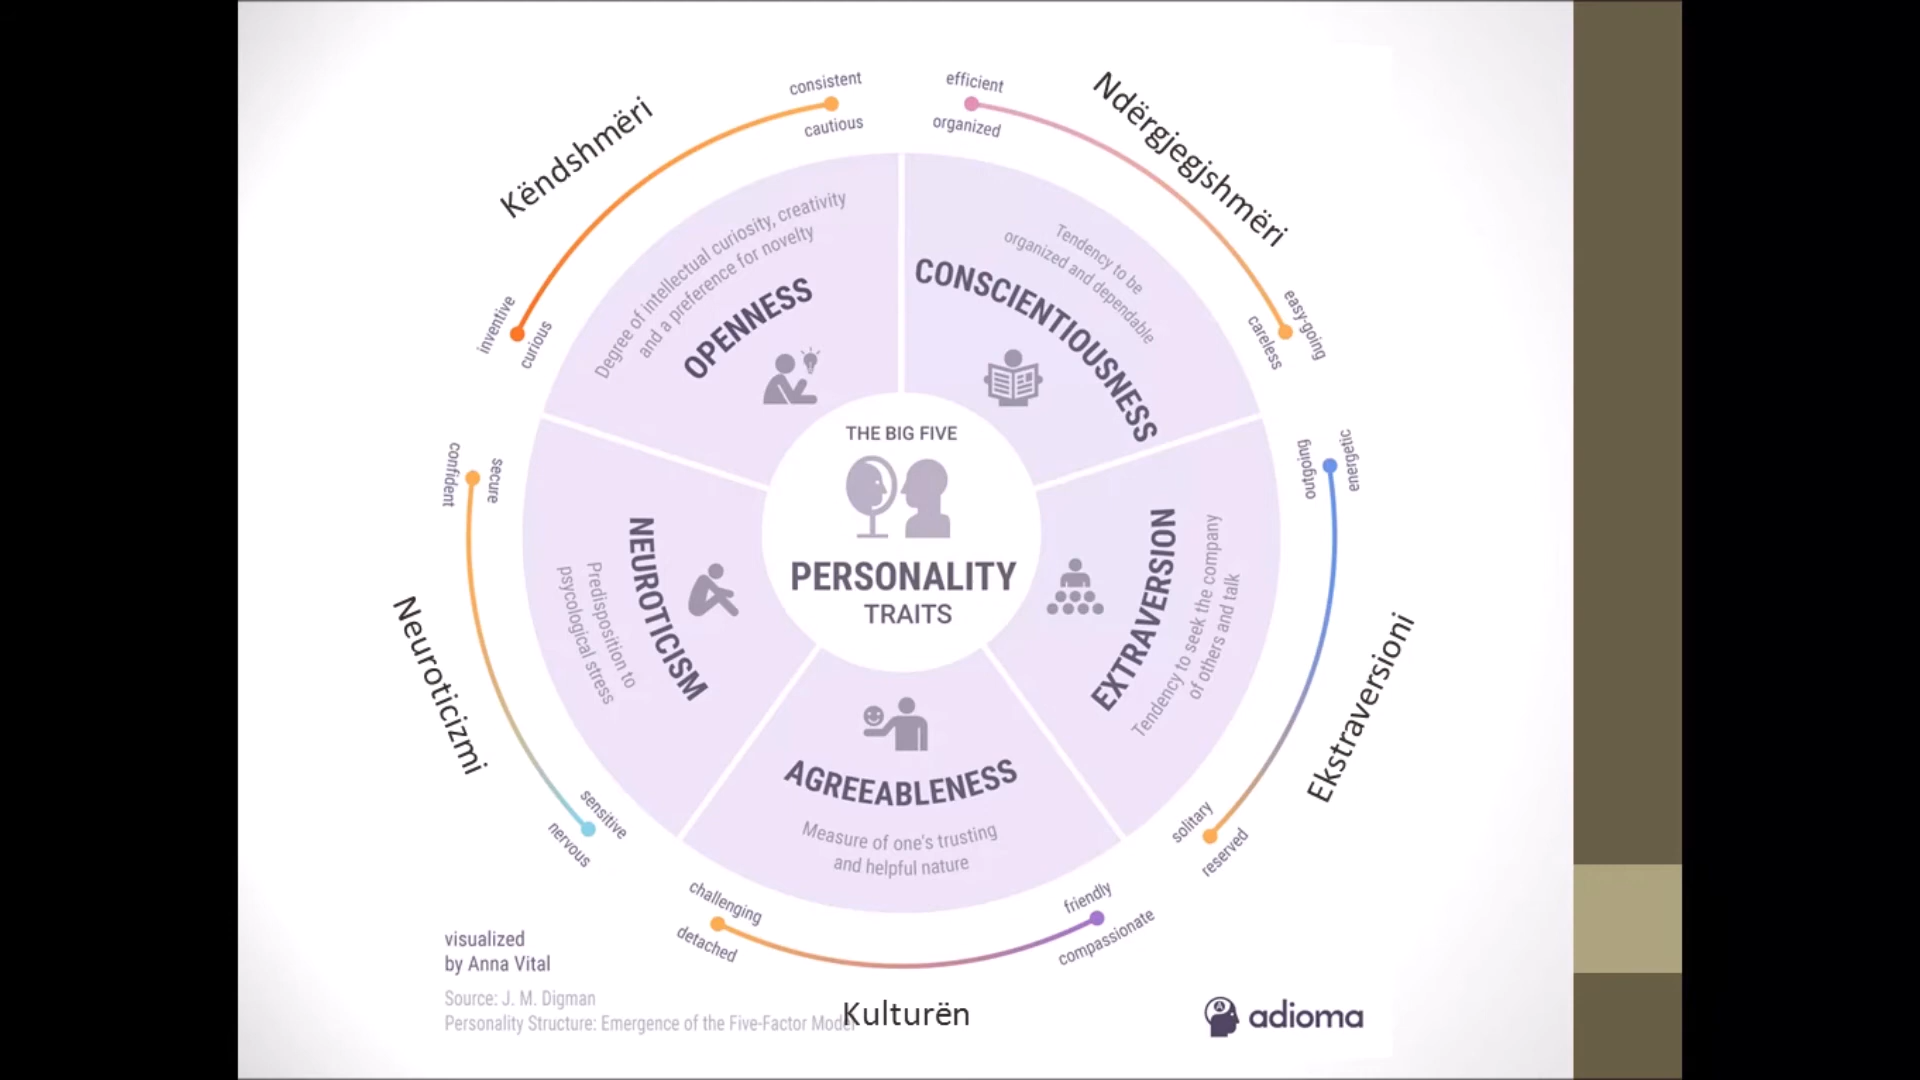 Këndshmëri
consistent
cautious
inventive
curious
Degree of intellectual curiosity, creativity
and a preference for novelty
OPENNESS
Ndërgjegjshmëri
efficient
organized
easy-going
careless
Tendency to be
organized and dependable
CONSCIENTIOUSNESS
THE BIG FIVE
PERSONALITY
TRAITS
energetic
outgoing
EXTRAVERSION
Tendency to seek the company
of others and talk
solitary
reserved
Ekstraversioni
confident
secure
NEUROTICISM
Predisposition to
psycological stress
sensitive
nervous
Neuroticizmi
AGREEABLENESS
Measure of one's trusting
and helpful nature
challenging
detached
friendly
compassionate
Kulturën
visualized
by Anna Vital
Source: J. M. Digman
Personality Structure: Emergence of the Five-Factor Model
adioma